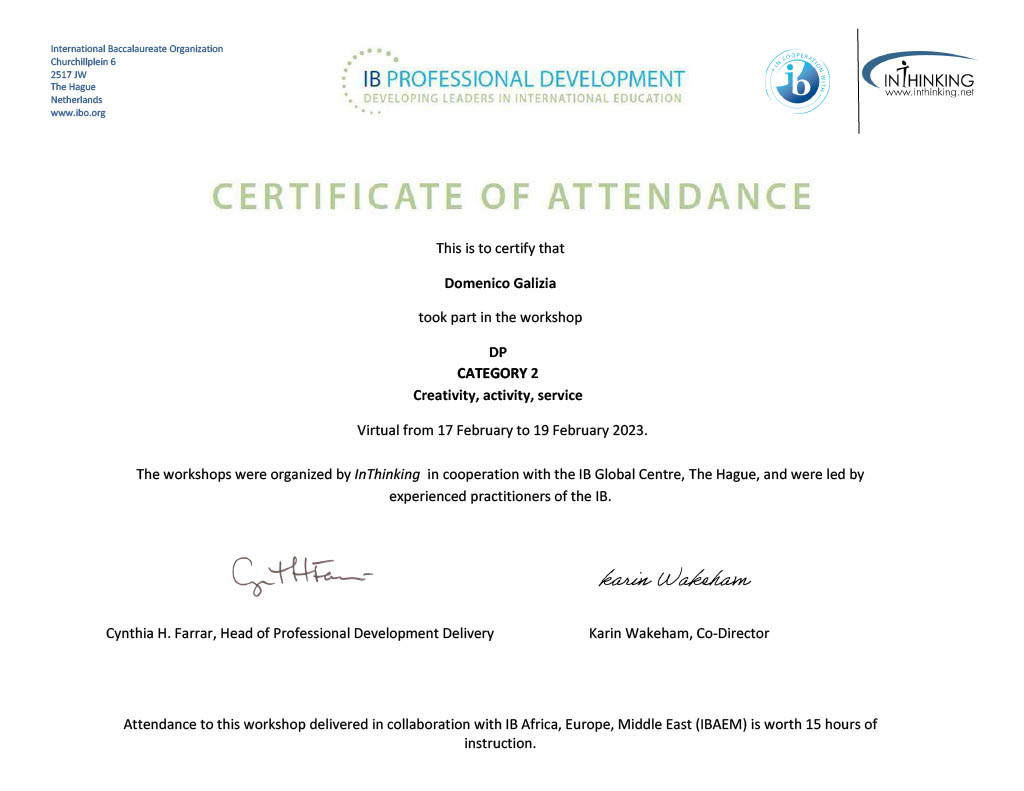 International Baccalaureate Organization
Churchillplein 6
2517 JW
The Hague
Netherlands
www.ibo.org
IB PROFESSIONAL DEVELOPMENT
DEVELOPING LEADERS IN INTERNATIONAL EDUCATION
IN COOPERATION WITH
ib
INTHINKING
www.inthinking.net
CERTIFICATE OF ATTENDANCE
This is to certify that
Domenico Galizia
took part in the workshop
DP
CATEGORY 2
Creativity, activity, service
Virtual from 17 February to 19 February 2023.
The workshops were organized by InThinking in cooperation with the IB Global Centre, The Hague, and were led by
experienced practitioners of the IB.
Karin Wakeham
Cynthia H. Farrar, Head of Professional Development Delivery
Karin Wakeham, Co-Director
Attendance to this workshop delivered in collaboration with IB Africa, Europe, Middle East (IBAEM) is worth 15 hours of
instruction.